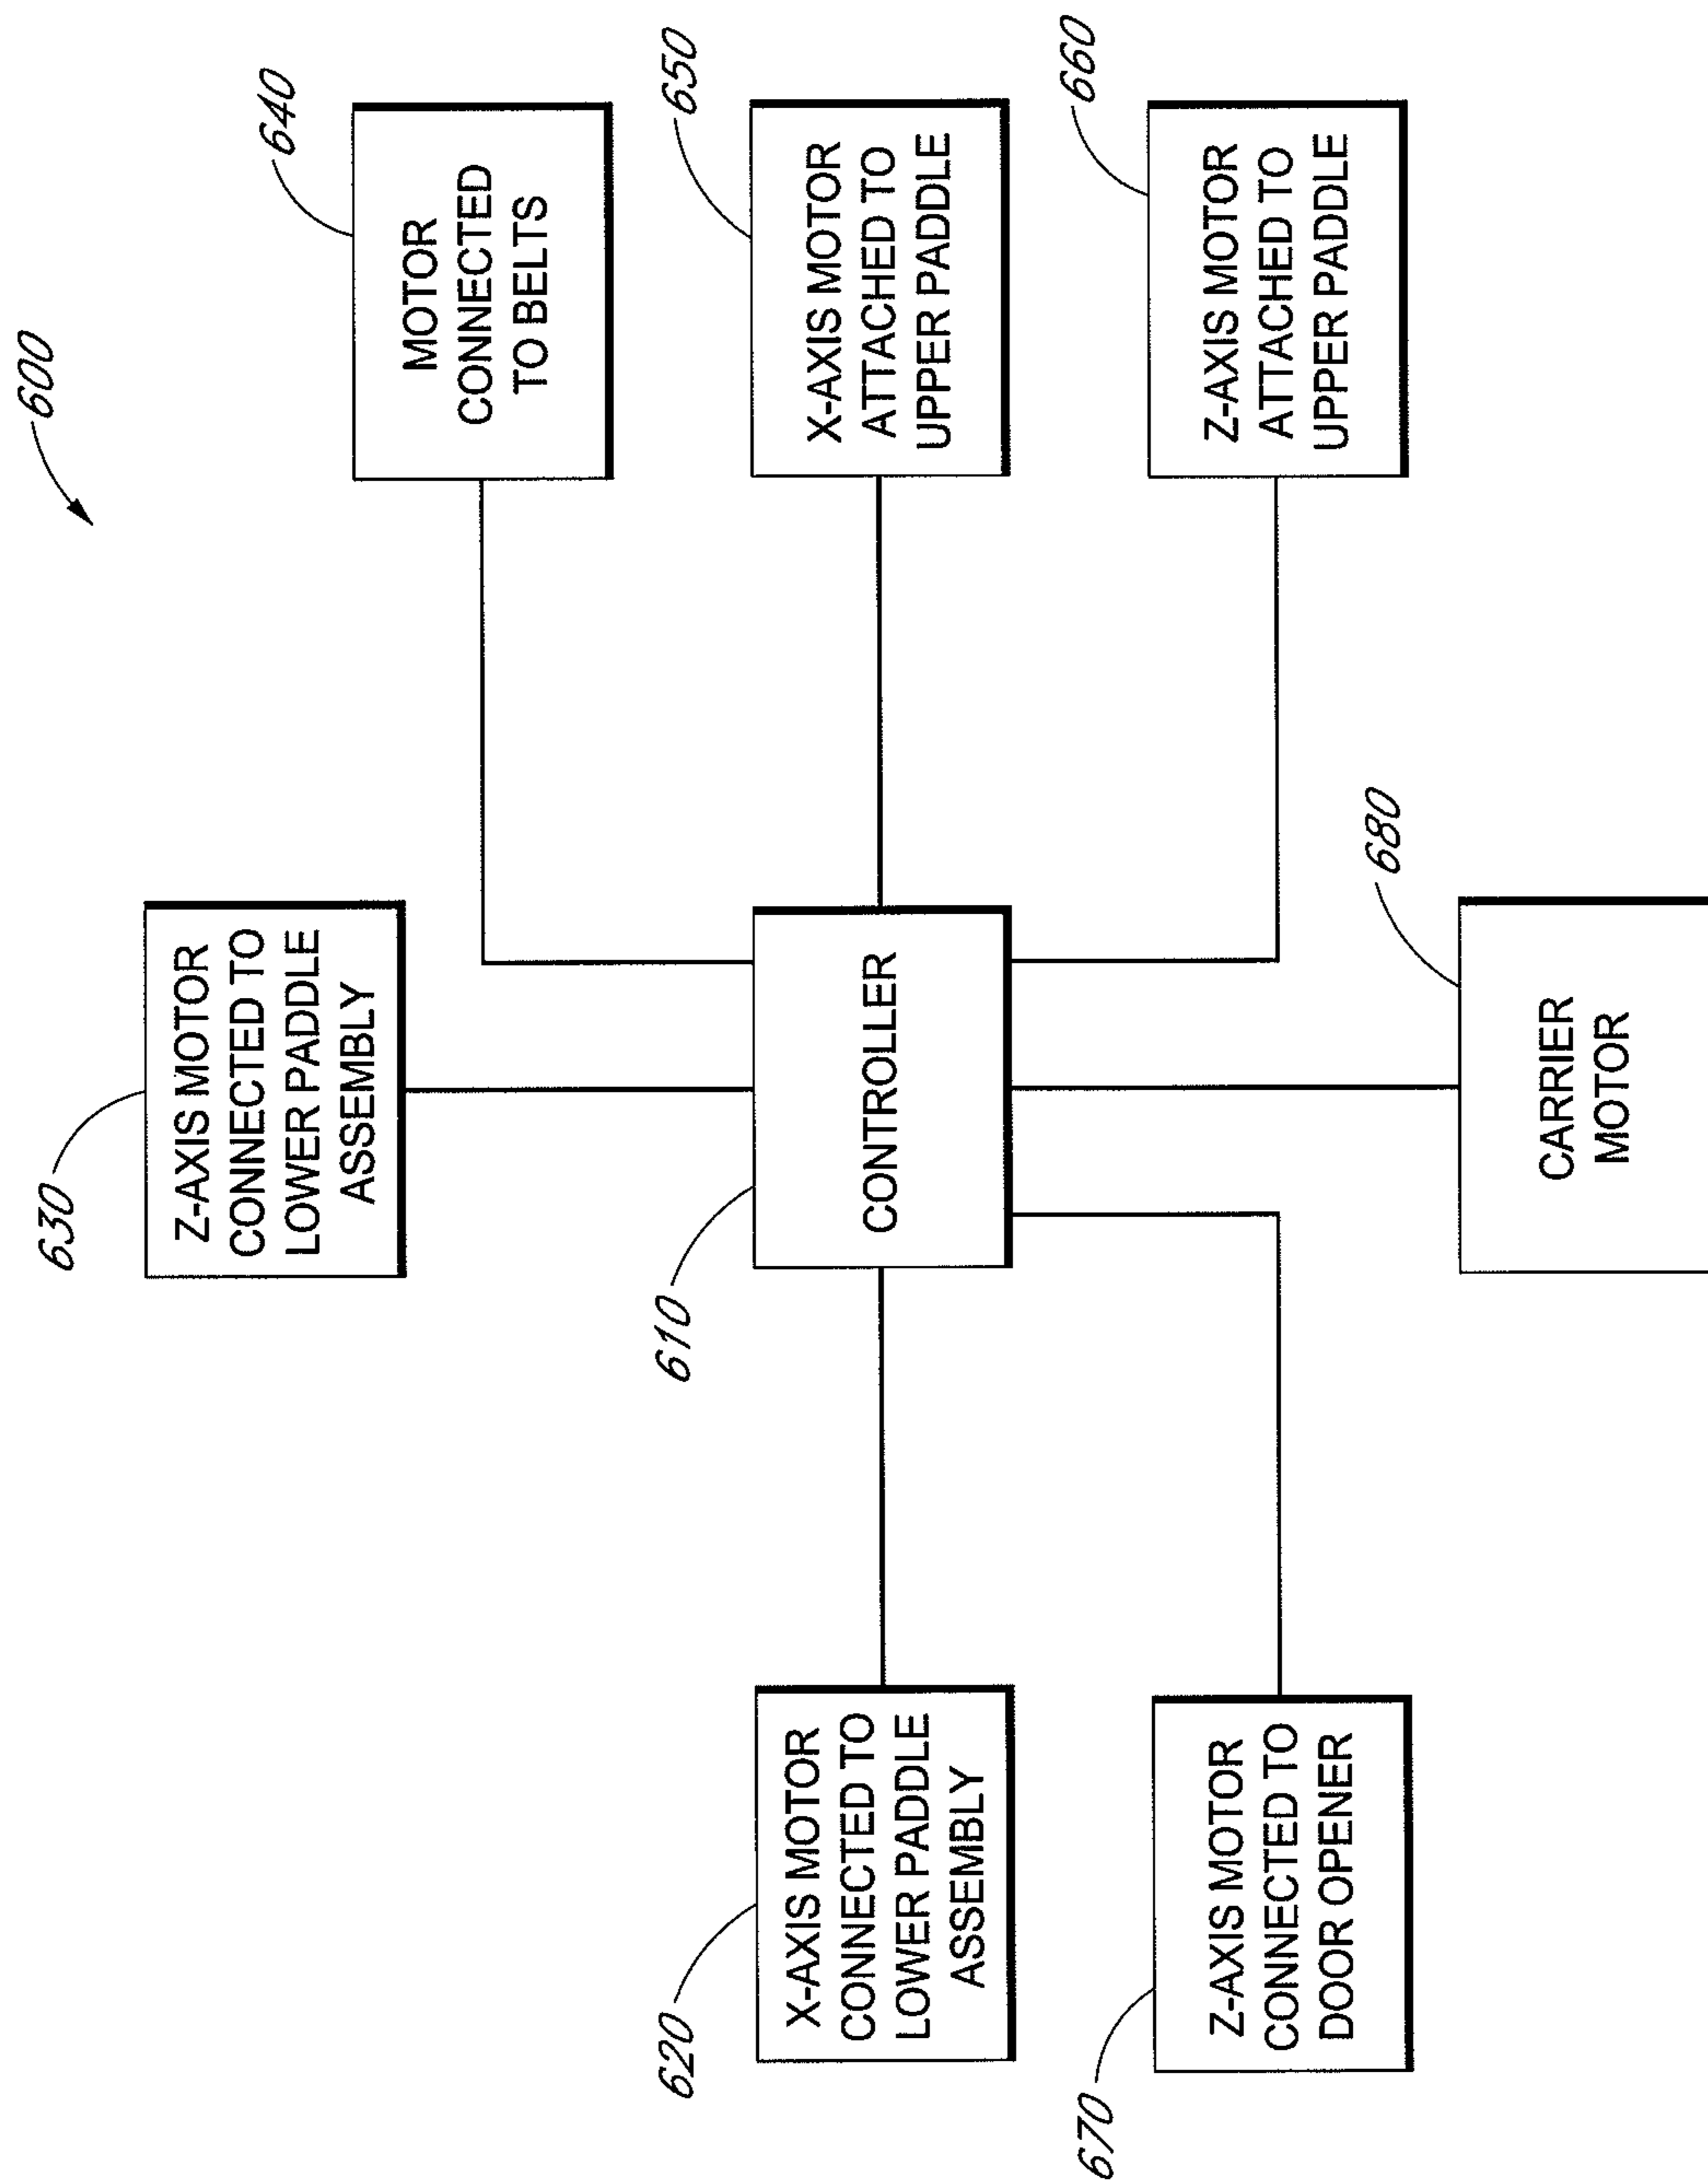 600
630
Z-AXIS MOTOR
CONNECTED TO
LOWER PADDLE
ASSEMBLY
640
MOTOR
CONNECTED
TO BELTS
620
X-AXIS MOTOR
CONNECTED TO
LOWER PADDLE
ASSEMBLY
610
CONTROLLER
650
X-AXIS MOTOR
ATTACHED TO
UPPER PADDLE
670
Z-AXIS MOTOR
CONNECTED TO
DOOR OPENER
660
Z-AXIS MOTOR
ATTACHED TO
UPPER PADDLE
680
CARRIER
MOTOR